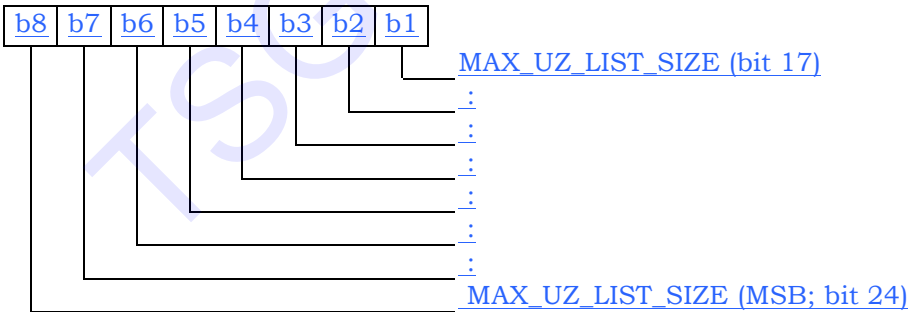 b8 b7 b6 b5 b4 b3 b2 b1
MAX_UZ_LIST_SIZE (bit 17)
:
:
:
:
:
:
MAX_UZ_LIST_SIZE (MSB; bit 24)